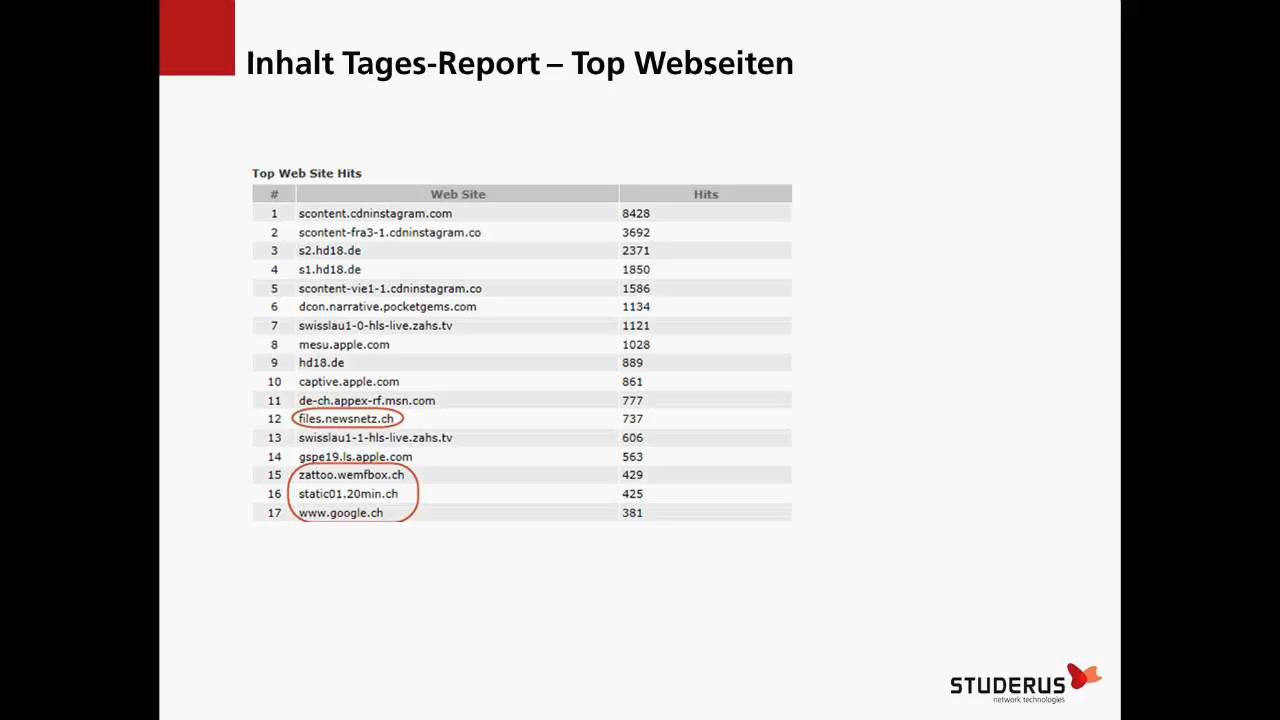 Inhalt Tages-Report – Top Webseiten
Top Web Site Hits
# Web Site Hits
1 scontent.cdninstagram.com 8428
2 scontent-fra3-1.cdninstagram.co 3692
3 s2.hd18.de 2371
4 s1.hd18.de 1850
5 scontent-vie1-1.cdninstagram.co 1586
6 dcon.narrative.pocketgems.com 1134
7 swisslau1-0-hls-live.zahs.tv 1121
8 mesu.apple.com 1028
9 hd18.de 889
10 captive.apple.com 861
11 de-ch.appex-rf.msn.com 777
12 files.newsnetz.ch 737
13 swisslau1-1-hls-live.zahs.tv 606
14 gspe19.ls.apple.com 563
15 zattoo.wemfbox.ch 429
16 static01.20min.ch 425
17 www.google.ch 381
STUDERUS
network technologies